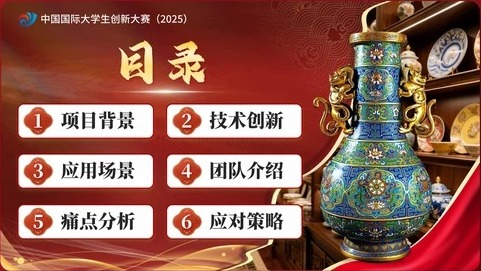 中国国际大学生创新大赛（2025）
目录
1 项目背景
2 技术创新
3 应用场景
4 团队介绍
5 痛点分析
6 应对策略